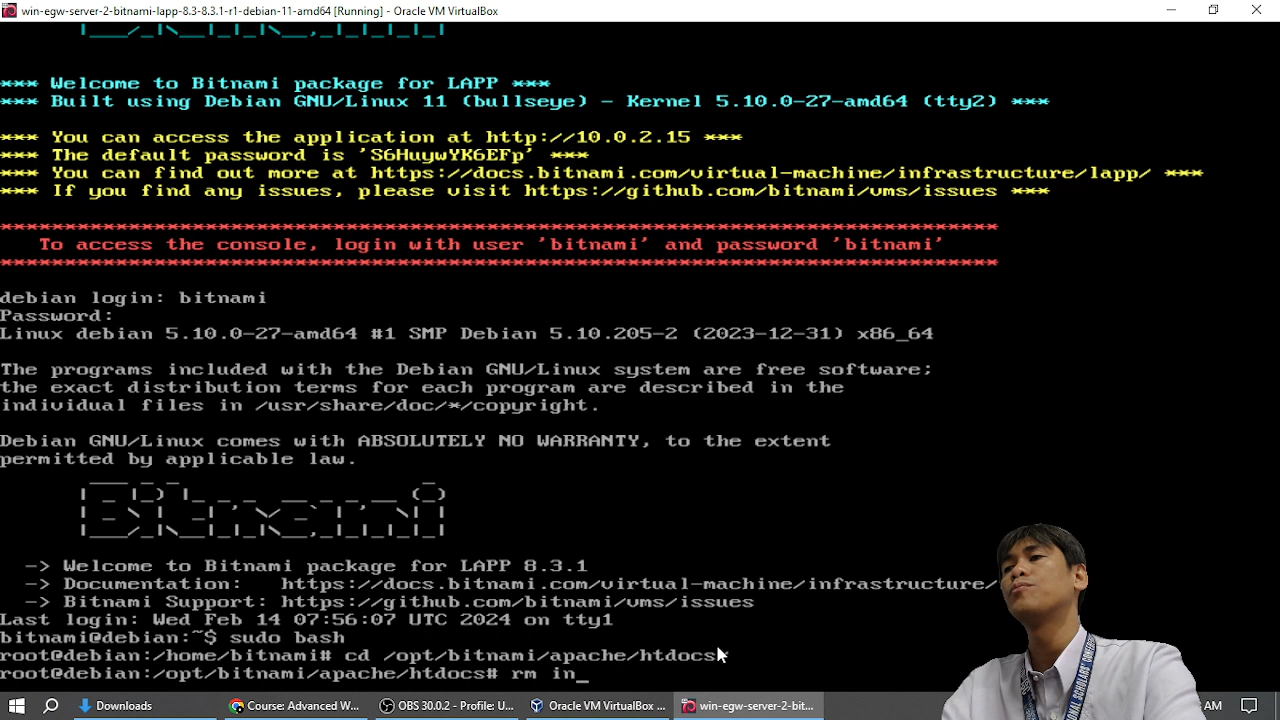 win-egw-server-2-bitnami-lapp-8.3-8.3.1-r1-debian-11-amd64 [Running] - Oracle VM VirtualBox
*** Welcome to Bitnami package for LAPP ***
*** Built using Debian GNU/Linux 11 (bullseye) - Kernel 5.10.0-27-amd64 (tty2) ***
*** You can access the application at http://10.0.2.15 ***
*** The default password is 'S6HuywYK6EFp' ***
*** You can find out more at https://docs.bitnami.com/virtual-machine/infrastructure/lapp/ ***
*** If you find any issues, please visit https://github.com/bitnami/vms/issues ***
******************************************************************************
To access the console, login with user 'bitnami' and password 'bitnami'
******************************************************************************
debian login: bitnami
Password:
Linux debian 5.10.0-27-amd64 #1 SMP Debian 5.10.205-2 (2023-12-31) x86_64
The programs included with the Debian GNU/Linux system are free software;
the exact distribution terms for each program are described in the
individual files in /usr/share/doc/*/copyright.
Debian GNU/Linux comes with ABSOLUTELY NO WARRANTY, to the extent
permitted by applicable law.
Bitnami
-> Welcome to Bitnami package for LAPP 8.3.1
-> Documentation: https://docs.bitnami.com/virtual-machine/infrastructure/
-> Bitnami Support: https://github.com/bitnami/vms/issues
Last login: Wed Feb 14 07:56:07 UTC 2024 on tty1
bitnami@debian:~$ sudo bash
root@debian:/home/bitnami# cd /opt/bitnami/apache/htdocs
root@debian:/opt/bitnami/apache/htdocs# rm in_
Downloads
Course: Advanced W...
OBS 30.0.2 - Profile: U...
Oracle VM VirtualBox ...
win-egw-server-2-bit...
AM